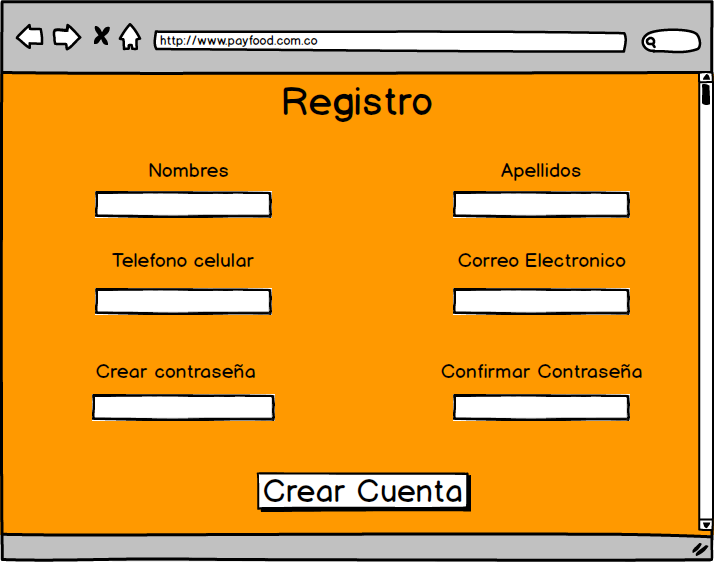 http://www.payfood.com.co
Registro
Nombres
Apellidos
Telefono celular
Correo Electronico
Crear contraseña
Confirmar Contraseña
Crear Cuenta